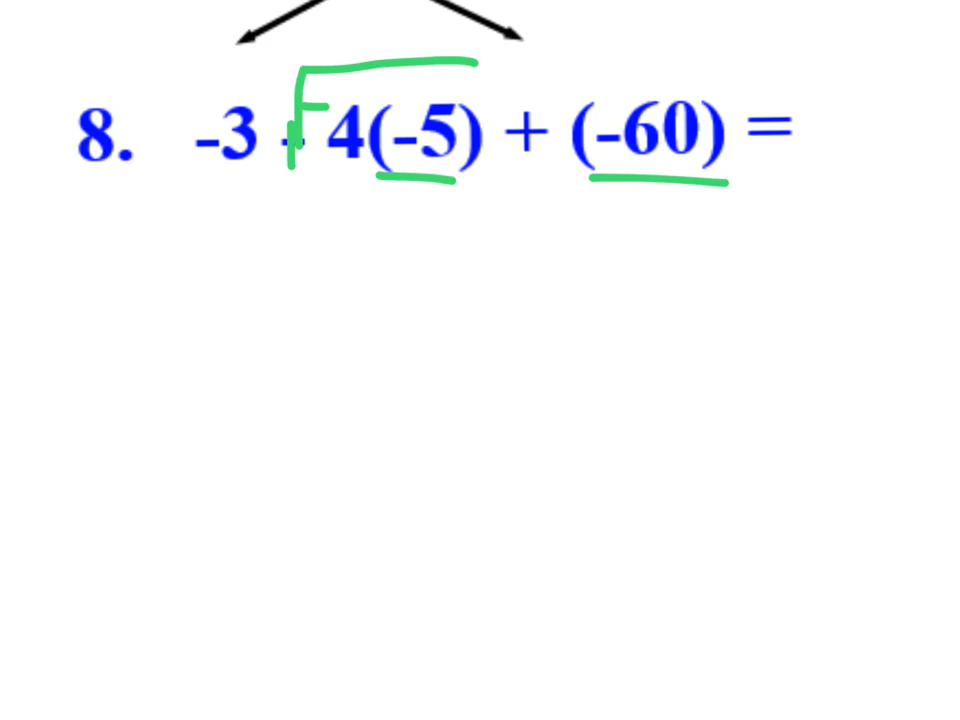 8. -3 - 4(-5) + (-60) =